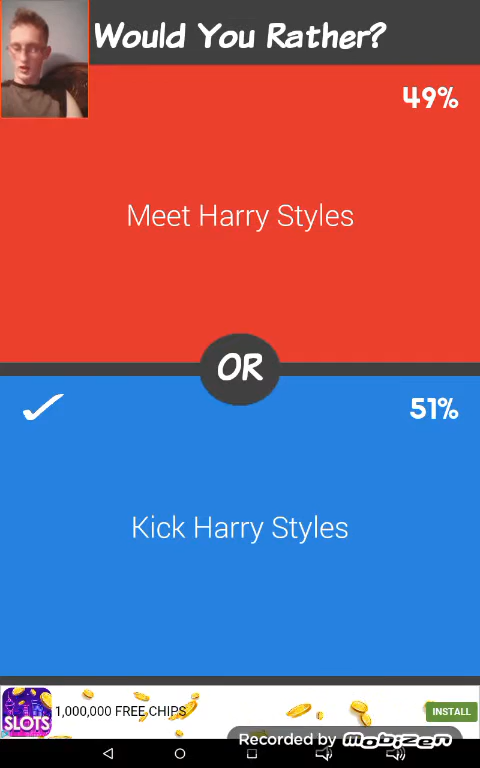 Would You Rather?
49%
Meet Harry Styles
OR
51%
Kick Harry Styles
SLOTS
1,000,000 FREE CHIPS
INSTALL
Recorded by mobizen